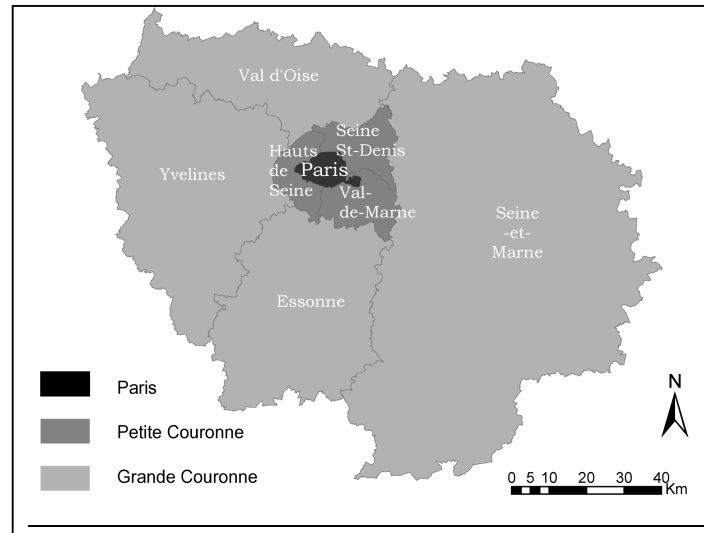 Val d'Oise
Seine
St-Denis
Hauts
de
Seine
Paris
Yvelines
Val-
de-Marne
Seine
-et-
Marne
Essonne
Paris
Petite Couronne
Grande Couronne
N
0 5 10 20 30 40
Km